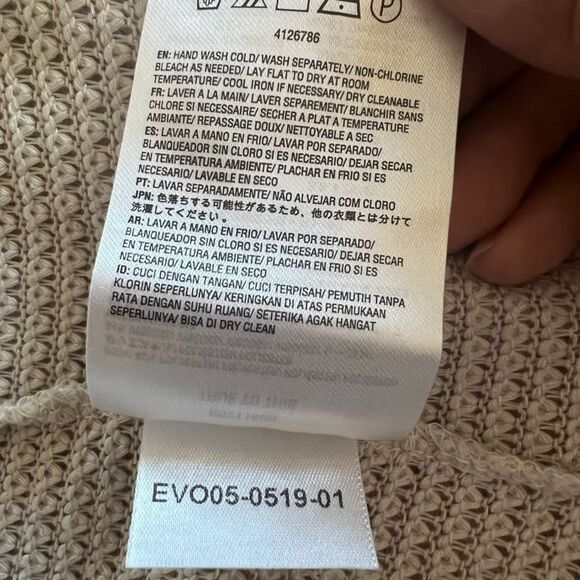 P
4126786
EN: HAND WASH COLD/ WASH SEPARATELY/ NON-CHLORINE
BLEACH AS NEEDED/ LAY FLAT TO DRY AT ROOM
TEMPERATURE/ COOL IRON IF NECESSARY/ DRY CLEANABLE
FR: LAVER A LA MAIN/ LAVER SEPAREMENT/ BLANCHIR SANS
CHLORE SI NECESSAIRE/ SECHER A PLAT A TEMPERATURE
AMBIANTE/ REPASSAGE DOUX/ NETTOYABLE A SEC
ES: LAVAR A MANO EN FRIO/ LAVAR POR SEPARADO/
BLANQUEADOR SIN CLORO SI ES NECESARIO/ DEJAR SECAR
EN TEMPERATURA AMBIENTE/ PLACHAR EN FRIO SI ES
NECESARIO/ LAVABLE EN SECO
PT: LAVAR SEPARADAMENTE/ NÃO ALVEJAR COM CLORO
JPN: 色落ちする可能性があるため、他の衣類とは分けて
洗濯してください。
AR: LAVAR A MANO EN FRIO/ LAVAR POR SEPARADO/
BLANQUEADOR SIN CLORO SI ES NECESARIO/ DEJAR SECAR
EN TEMPERATURA AMBIENTE/ PLACHAR EN FRIO SI ES
NECESARIO/ LAVABLE EN SECO
ID: CUCI DENGAN TANGAN/ CUCI TERPISAH/ PEMUTIH TANPA
KLORIN SEPERLUNYA/ KERINGKAN DI ATAS PERMUKAAN
RATA DENGAN SUHU RUANG/ SETERIKA AGAK HANGAT
SEPERLUNYA/ BISA DI DRY CLEAN
EVO05-0519-01